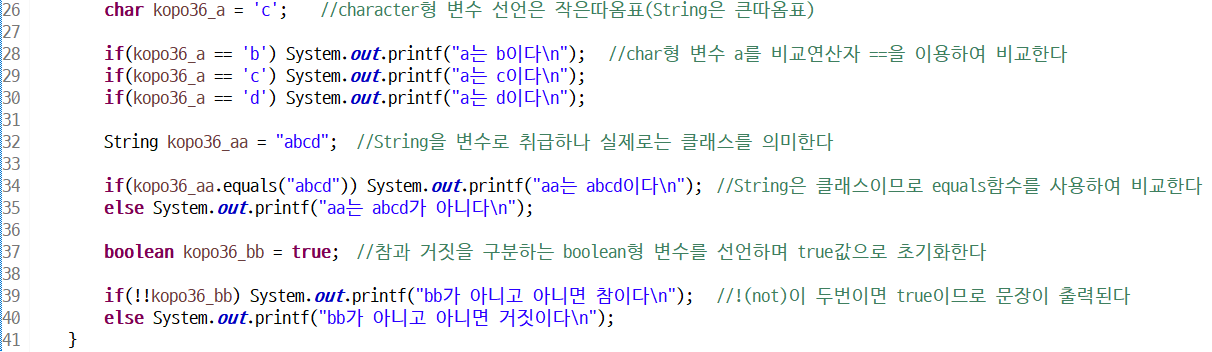 26 char kopo36_a = 'c';   //character형 변수 선언은 작은따옴표(String은 큰따옴표)
27
28 if(kopo36_a == 'b') System.out.printf("a는 b이다\n");  //char형 변수 a를 비교연산자 ==을 이용하여 비교한다
29 if(kopo36_a == 'c') System.out.printf("a는 c이다\n");
30 if(kopo36_a == 'd') System.out.printf("a는 d이다\n");
31
32 String kopo36_aa = "abcd";  //String을 변수로 취급하나 실제로는 클래스를 의미한다
33
34 if(kopo36_aa.equals("abcd")) System.out.printf("aa는 abcd이다\n"); //String은 클래스이므로 equals함수를 사용하여 비교한다
35 else System.out.printf("aa는 abcd가 아니다\n");
36
37 boolean kopo36_bb = true;  //참과 거짓을 구분하는 boolean형 변수를 선언하며 true값으로 초기화한다
38
39 if(!!kopo36_bb) System.out.printf("bb가 아니고 아니면 참이다\n");  //!(not)이 두번이면 true이므로 문장이 출력된다
40 else System.out.printf("bb가 아니고 아니면 거짓이다\n");
41 }